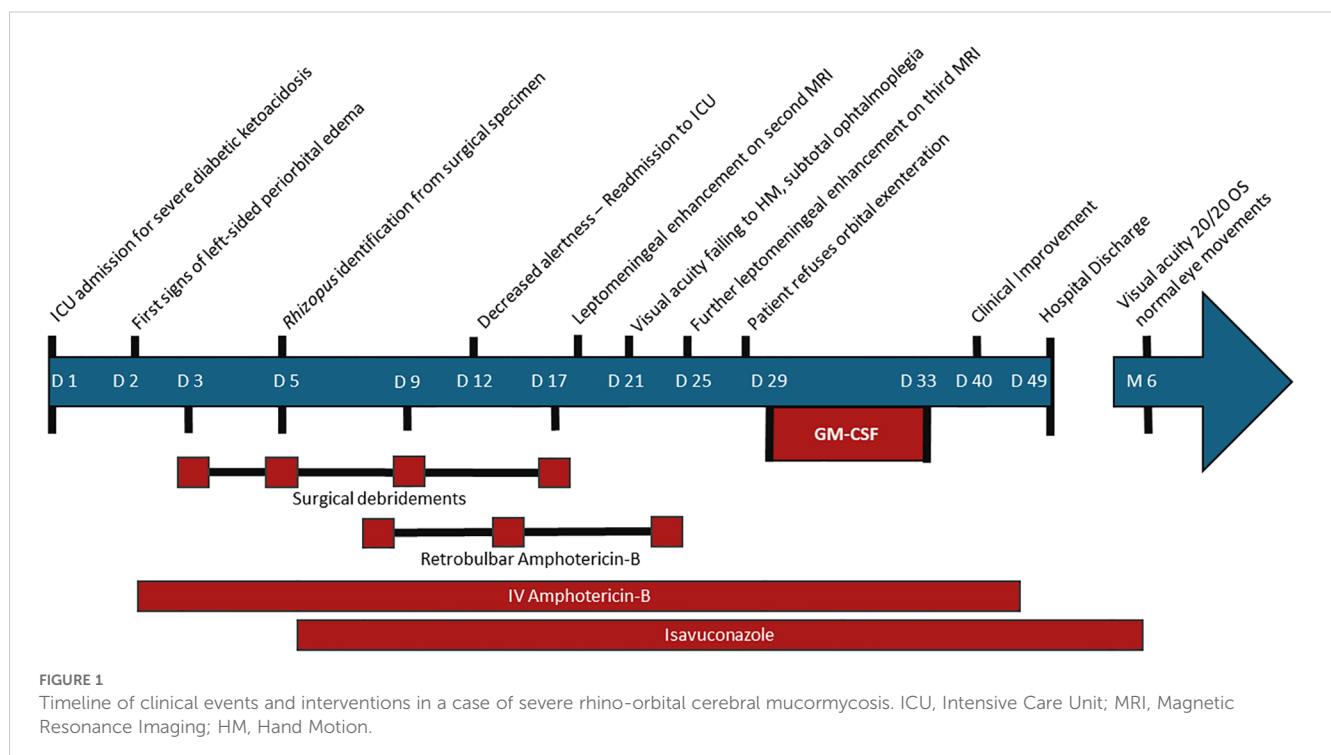 ICU admission for severe diabetic ketoacidosis
First signs of left-sided periorbital edema
Rhizopus identification from surgical specimen
Decreased alertness – Readmission to ICU
Leptomeningeal enhancement on second MRI
Visual acuity failing to HM, subtotal ophtalmoplegia
Further leptomeningeal enhancement on third MRI
Patient refuses orbital exenteration
Clinical Improvement
Hospital Discharge
Visual acuity 20/20 OS
normal eye movements
D 1 D 2 D 3 D 5 D 9 D 12 D 17 D 21 D 25 D 29 D 33 D 40 D 49 M 6
GM-CSF
Surgical debridements
Retrobulbar Amphotericin-B
IV Amphotericin-B
Isavuconazole
FIGURE 1
Timeline of clinical events and interventions in a case of severe rhino-orbital cerebral mucormycosis. ICU, Intensive Care Unit; MRI, Magnetic
Resonance Imaging; HM, Hand Motion.